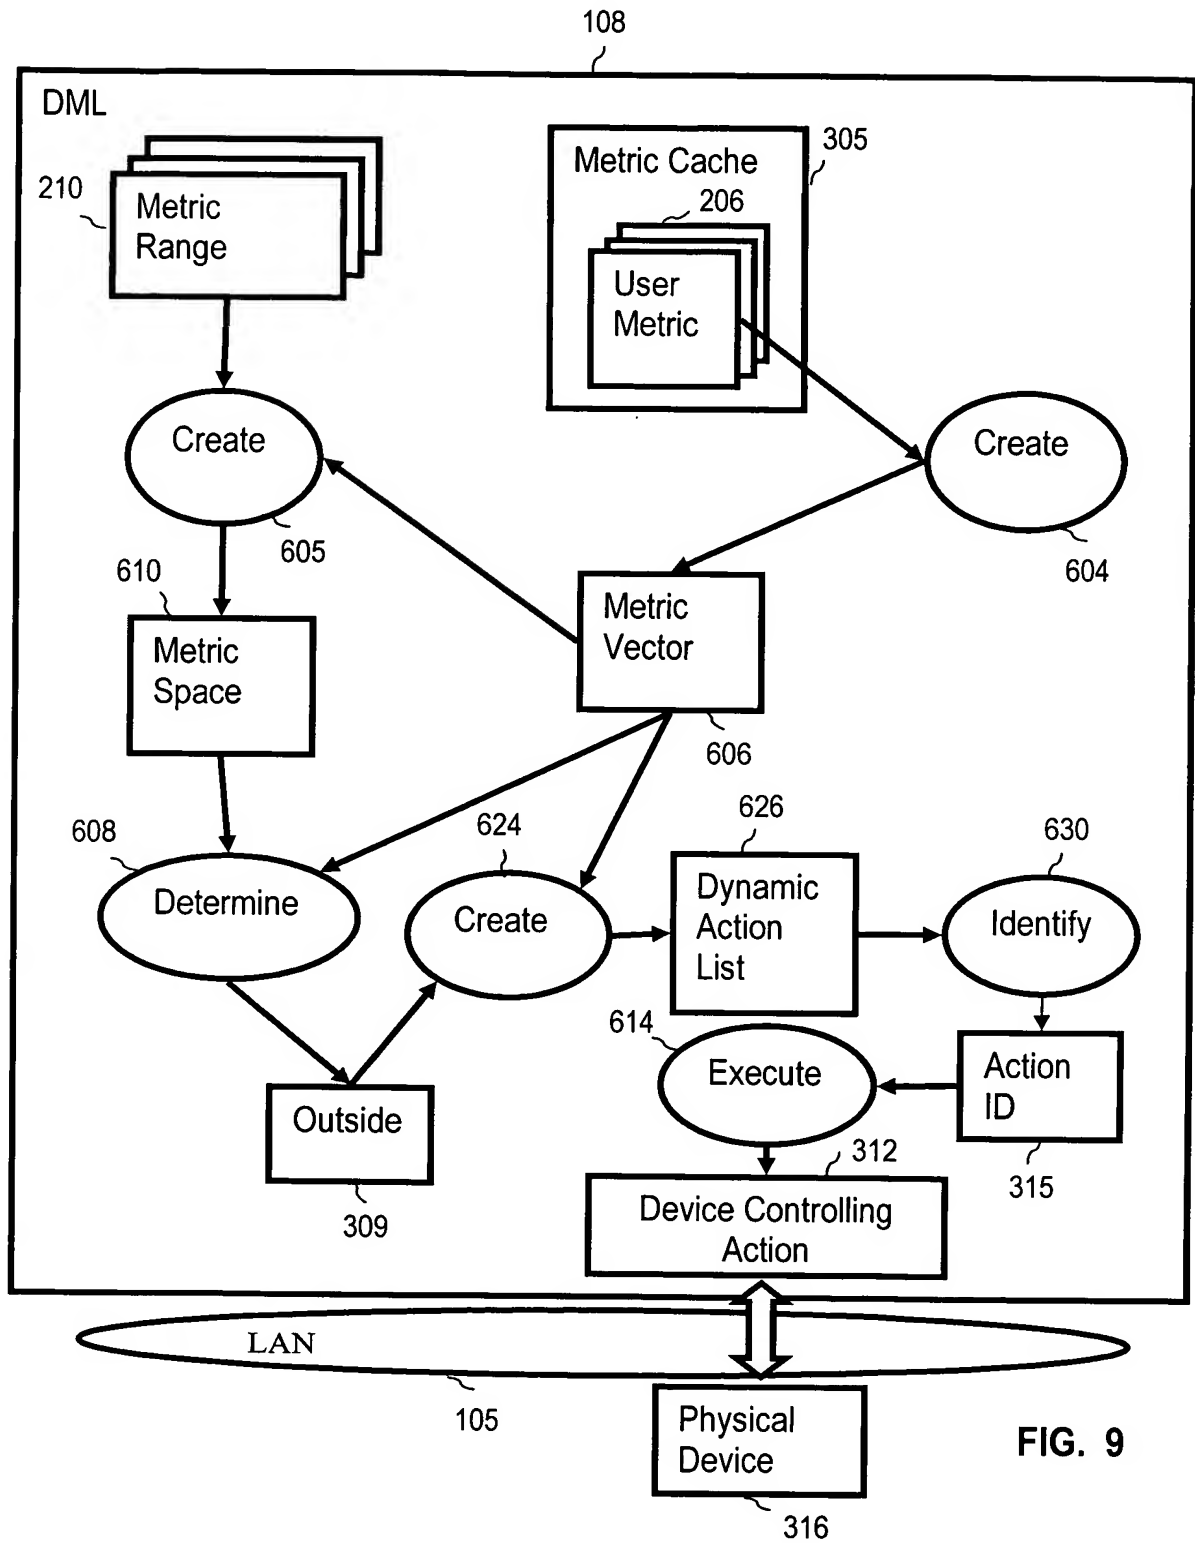 108
DML
210
Metric
Range
Metric Cache
305
206
User
Metric
Create
605
Create
604
610
Metric
Space
Metric
Vector
606
608
Determine
624
Create
626
Dynamic
Action
List
630
Identify
614
Execute
Action
ID
315
Outside
309
312
Device Controlling
Action
LAN
105
Physical
Device
316
FIG. 9